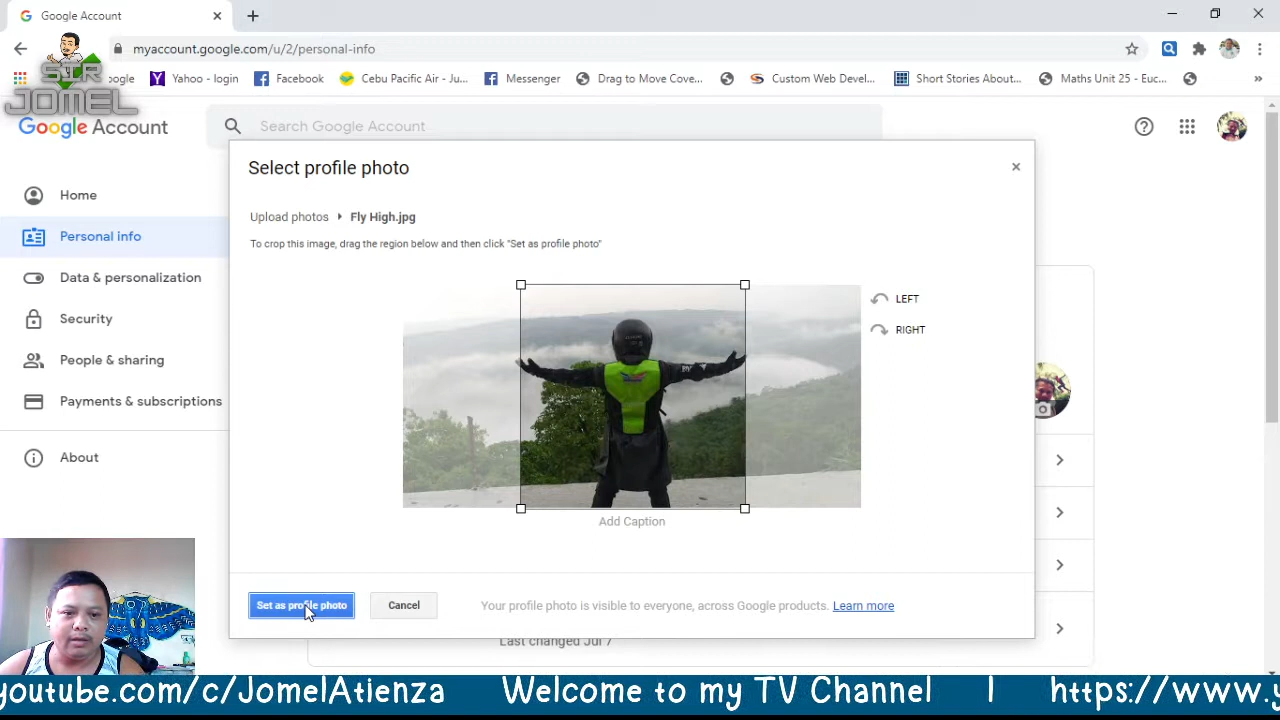 Google Account
myaccount.google.com/u/2/personal-info
SIR
JOMEL
ogle
Yahoo - login
Facebook
Cebu Pacific Air - Ju...
Messenger
Drag to Move Cove...
Custom Web Devel...
Short Stories About...
Maths Unit 25 - Euc...
Google Account
Search Google Account
Home
Personal info
Data & personalization
Security
People & sharing
Payments & subscriptions
About
Select profile photo
Upload photos
Fly High.jpg
To crop this image, drag the region below and then click "Set as profile photo"
LEFT
RIGHT
Add Caption
Set as profile photo
Cancel
Your profile photo is visible to everyone, across Google products. Learn more
Last changed Jul 7
youtube.com/c/JomelAtienza Welcome to my TV Channel | https://www.y